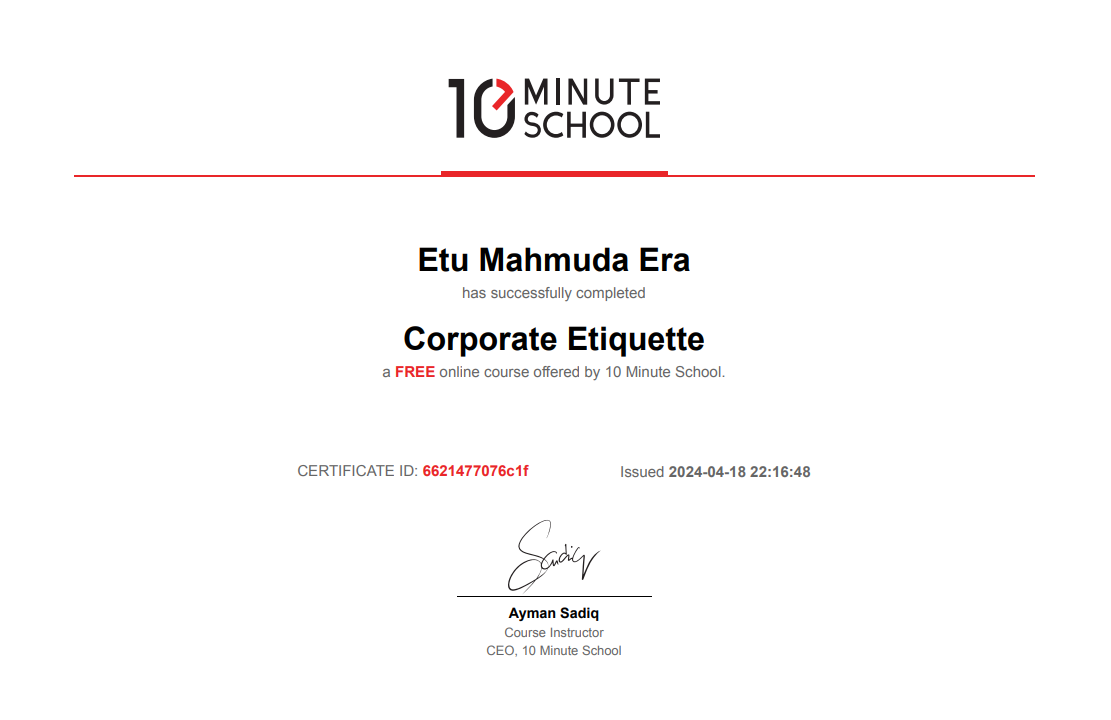 10 MINUTE
SCHOOL
Etu Mahmuda Era
has successfully completed
Corporate Etiquette
a FREE online course offered by 10 Minute School.
CERTIFICATE ID: 6621477076c1f
Issued 2024-04-18 22:16:48
Sadiq
Ayman Sadiq
Course Instructor
CEO, 10 Minute School